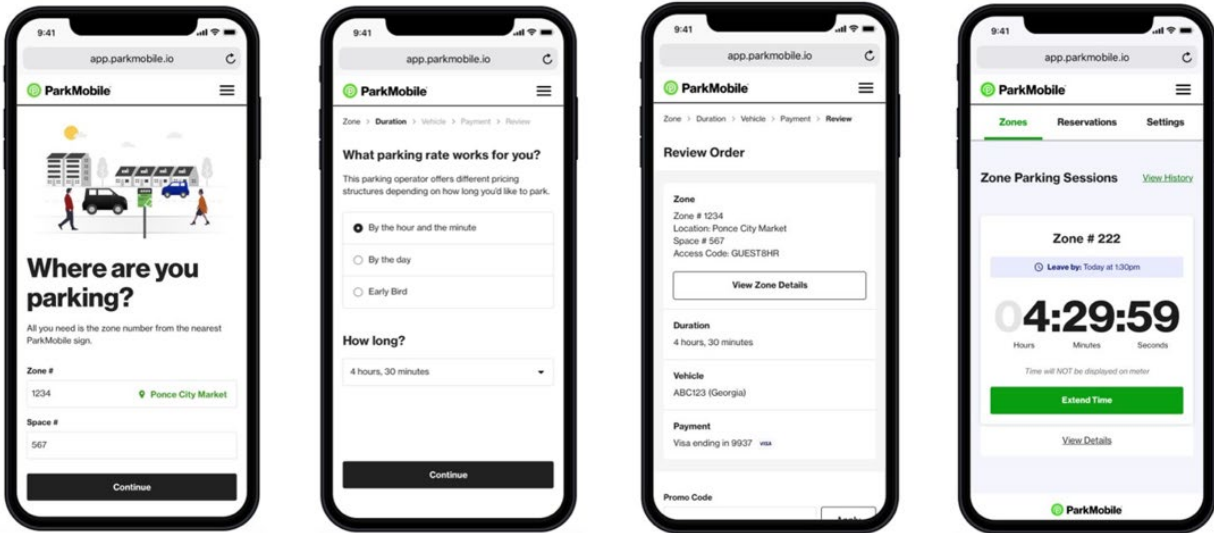 9:41
app.parkmobile.io
ParkMobile
Where are you
parking?
All you need is the zone number from the nearest
ParkMobile sign.
Zone #
1234
Ponce City Market
Space #
567
Continue
9:41
app.parkmobile.io
ParkMobile
Zone > Duration > Vehicle > Payment > Review
What parking rate works for you?
This parking operator offers different pricing
structures depending on how long you'd like to park.
By the hour and the minute
By the day
Early Bird
How long?
4 hours, 30 minutes
Continue
9:41
app.parkmobile.io
ParkMobile
Zone > Duration > Vehicle > Payment > Review
Review Order
Zone
Zone # 1234
Location: Ponce City Market
Space # 567
Access Code: GUEST8HR
View Zone Details
Duration
4 hours, 30 minutes
Vehicle
ABC123 (Georgia)
Payment
Visa ending in 9937 VISA
Promo Code
Apply
9:41
app.parkmobile.io
ParkMobile
Zones Reservations Settings
Zone Parking Sessions View History
Zone # 222
Leave by: Today at 1:30pm
04:29:59
Hours Minutes Seconds
Time will NOT be displayed on meter
Extend Time
View Details
ParkMobile